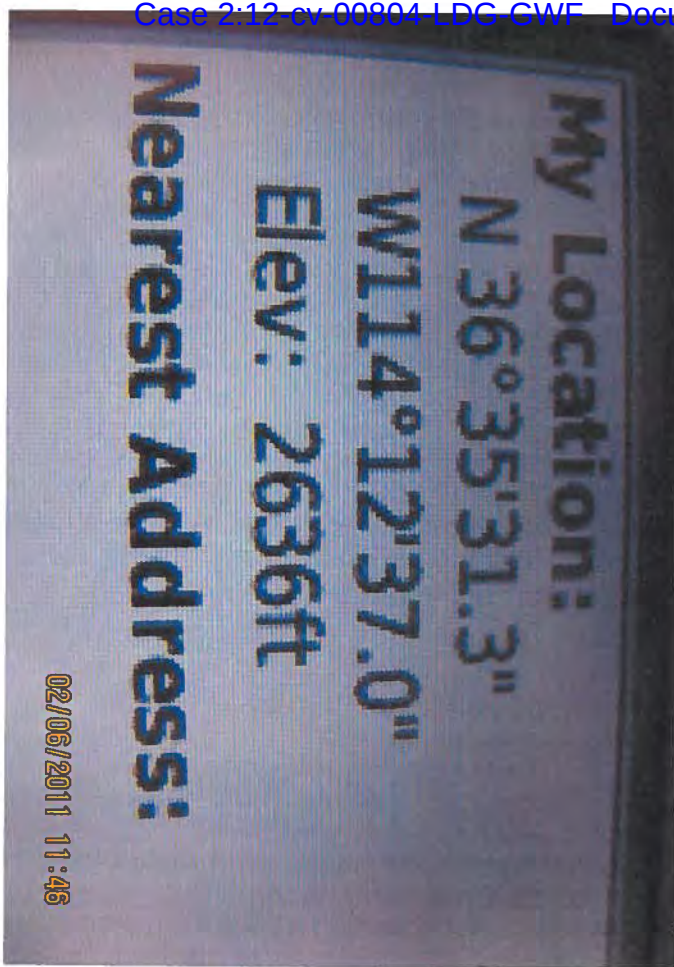 Case 2:12-cv-00804-LDG-GWF Docu
My Location:
N 36°35'31.3"
W114°12'37.0"
Elev: 2636ft
Nearest Address:
02/06/2011 11:46